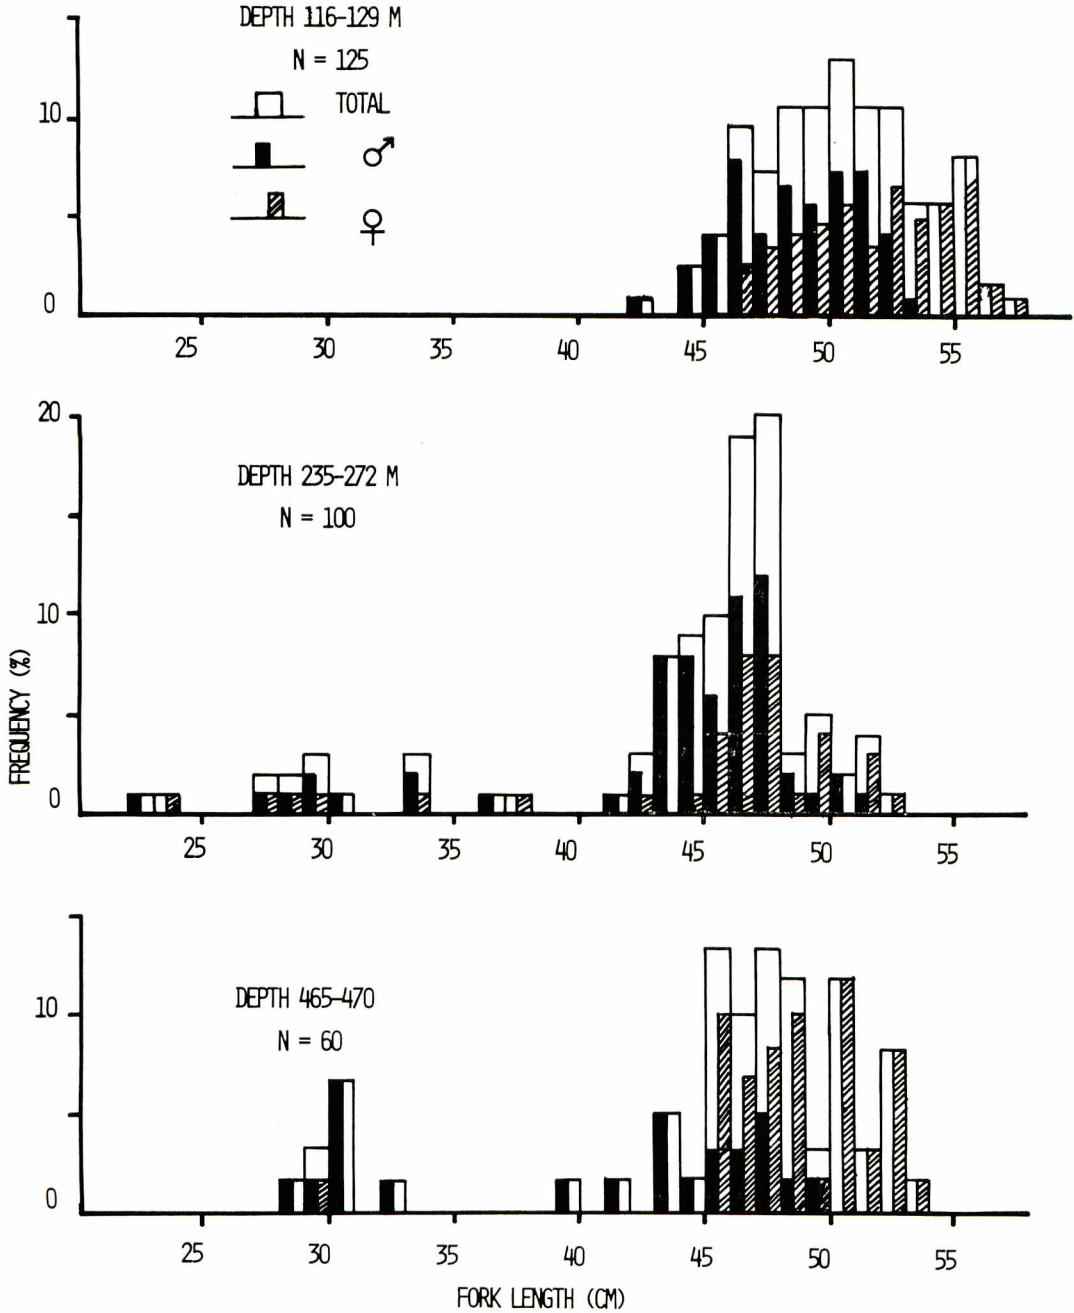 DEPTH 116-129 M
N = 125
TOTAL
♂
♀
10
0
25 30 35 40 45 50 55
20
DEPTH 235-272 M
N = 100
10
0
25 30 35 40 45 50 55
FREQUENCY (%)
DEPTH 465-470
N = 60
10
0
25 30 35 40 45 50 55
FORK LENGTH (CM)